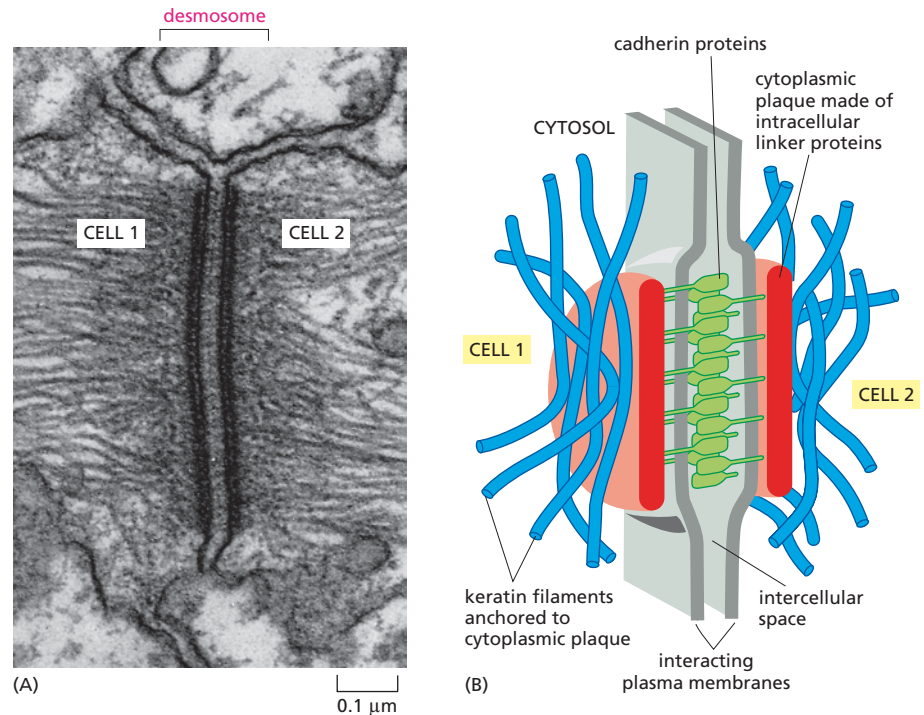 desmosome
CELL 1
CELL 2
(A)
0.1 µm
cadherin proteins
cytoplasmic
plaque made of
intracellular
linker proteins
CYTOSOL
CELL 1
CELL 2
keratin filaments
anchored to
cytoplasmic plaque
intercellular
space
interacting
plasma membranes
(B)